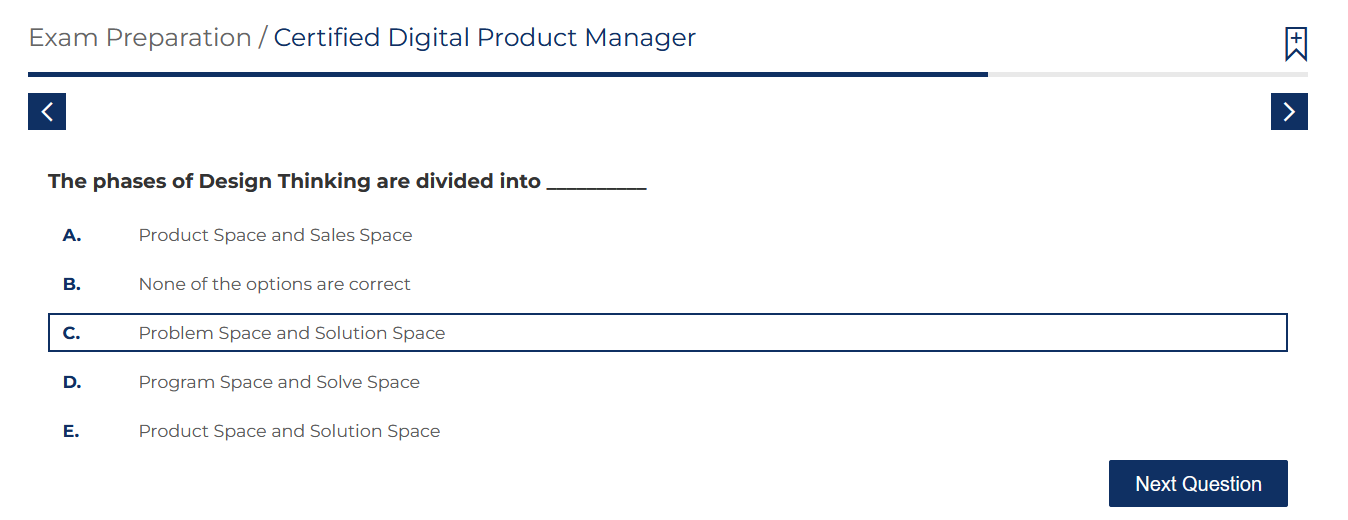 Exam Preparation / Certified Digital Product Manager
The phases of Design Thinking are divided into __________
A. Product Space and Sales Space
B. None of the options are correct
C. Problem Space and Solution Space
D. Program Space and Solve Space
E. Product Space and Solution Space
Next Question